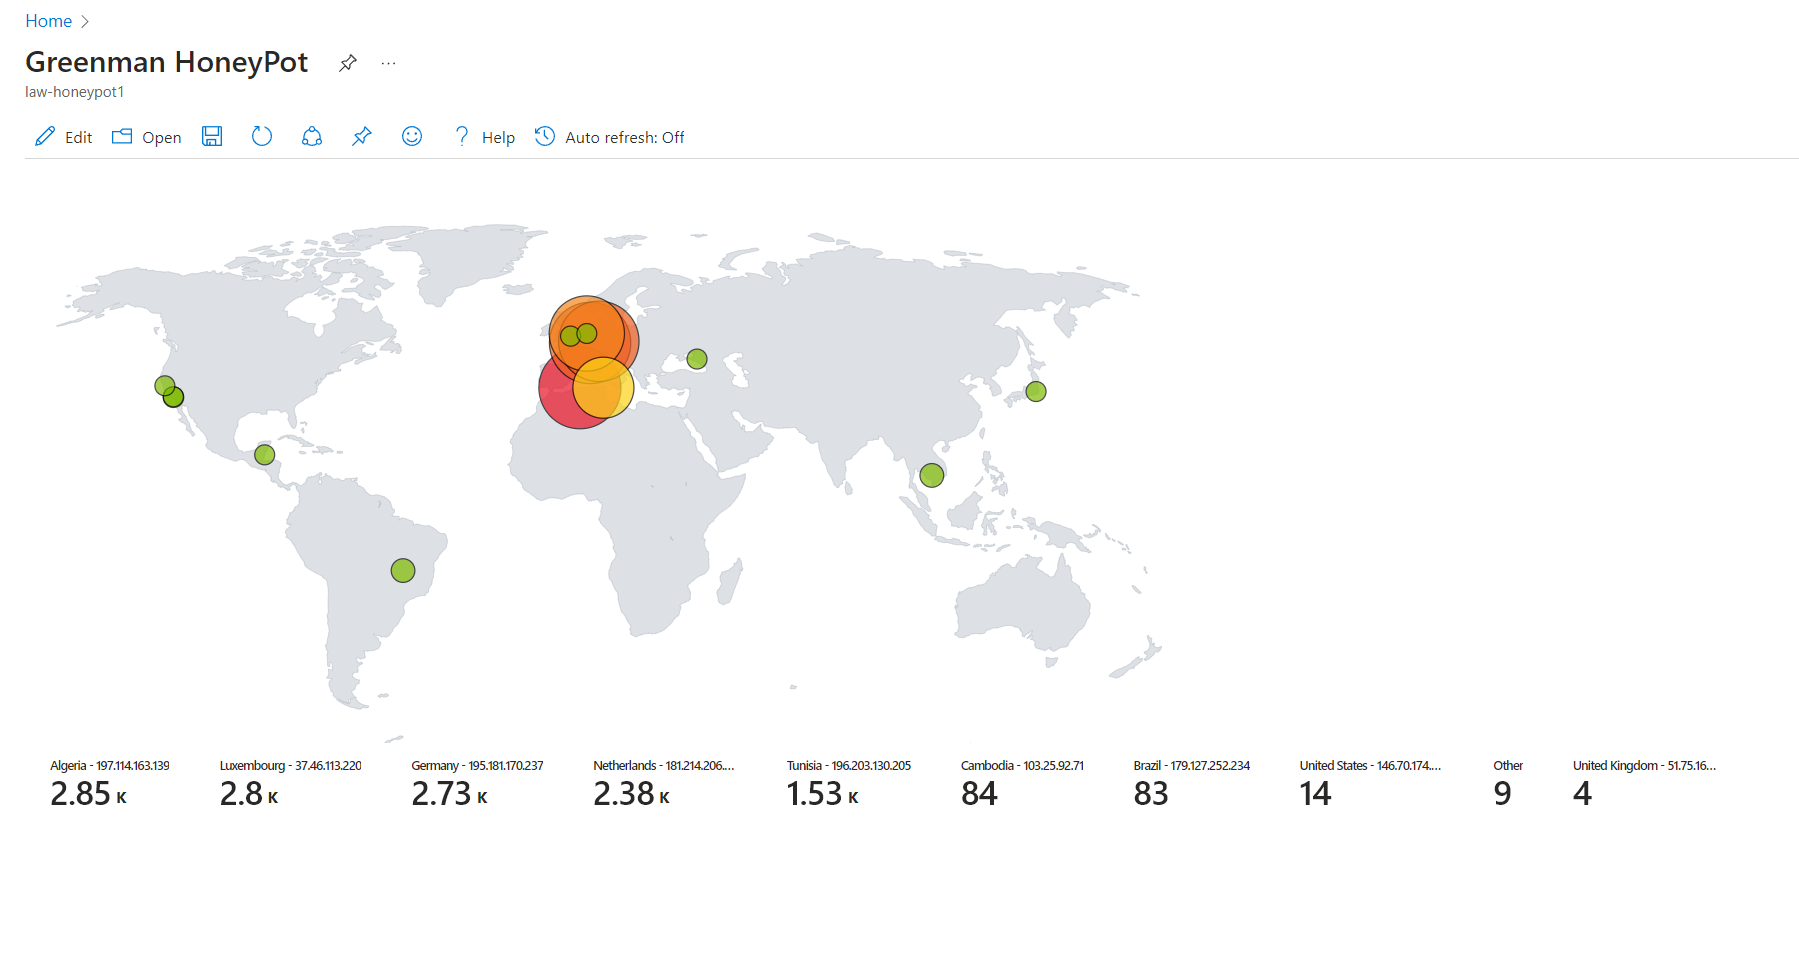 Home
Greenman HoneyPot
law-honeypot1
Edit Open Help Auto refresh: Off
Algeria - 197.114.163.139 Luxembourg - 37.46.113.220 Germany - 195.181.170.237 Netherlands - 181.214.206.... Tunisia - 196.203.130.205 Cambodia - 103.25.92.71 Brazil - 179.127.252.234 United States - 146.70.174.... Other United Kingdom - 51.75.16...
2.85 K 2.8 K 2.73 K 2.38 K 1.53 K 84 83 14 9 4